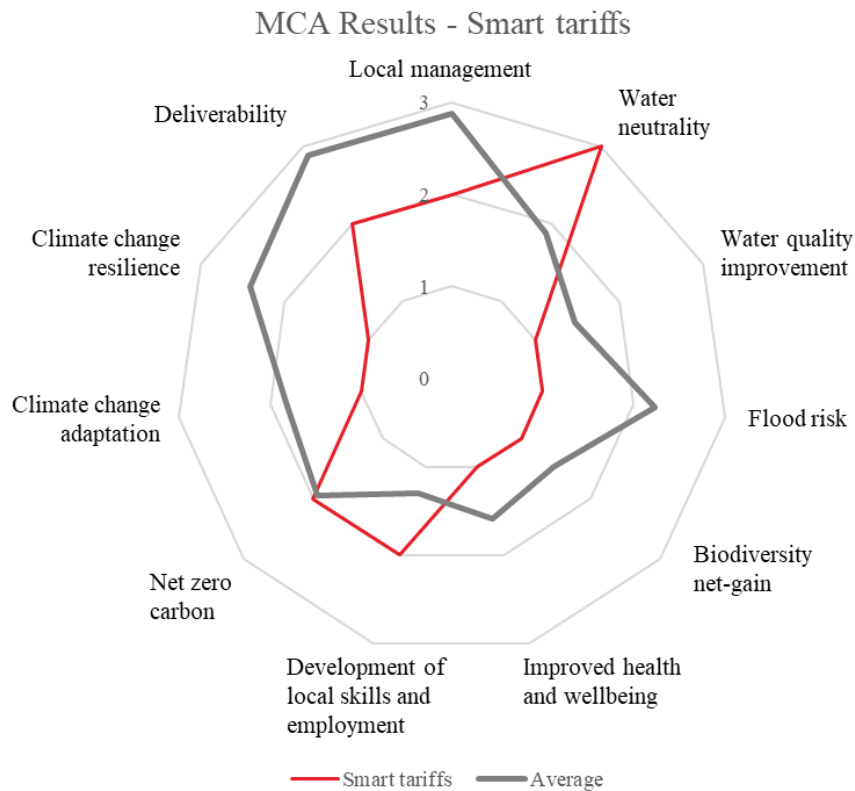 MCA Results - Smart tariffs
Local management
Water
neutrality
Water quality
improvement
Flood risk
Biodiversity
net-gain
Improved health
and wellbeing
Development of
local skills and
employment
Net zero
carbon
Climate change
adaptation
Climate change
resilience
Deliverability
3
2
1
0
Smart tariffs
Average